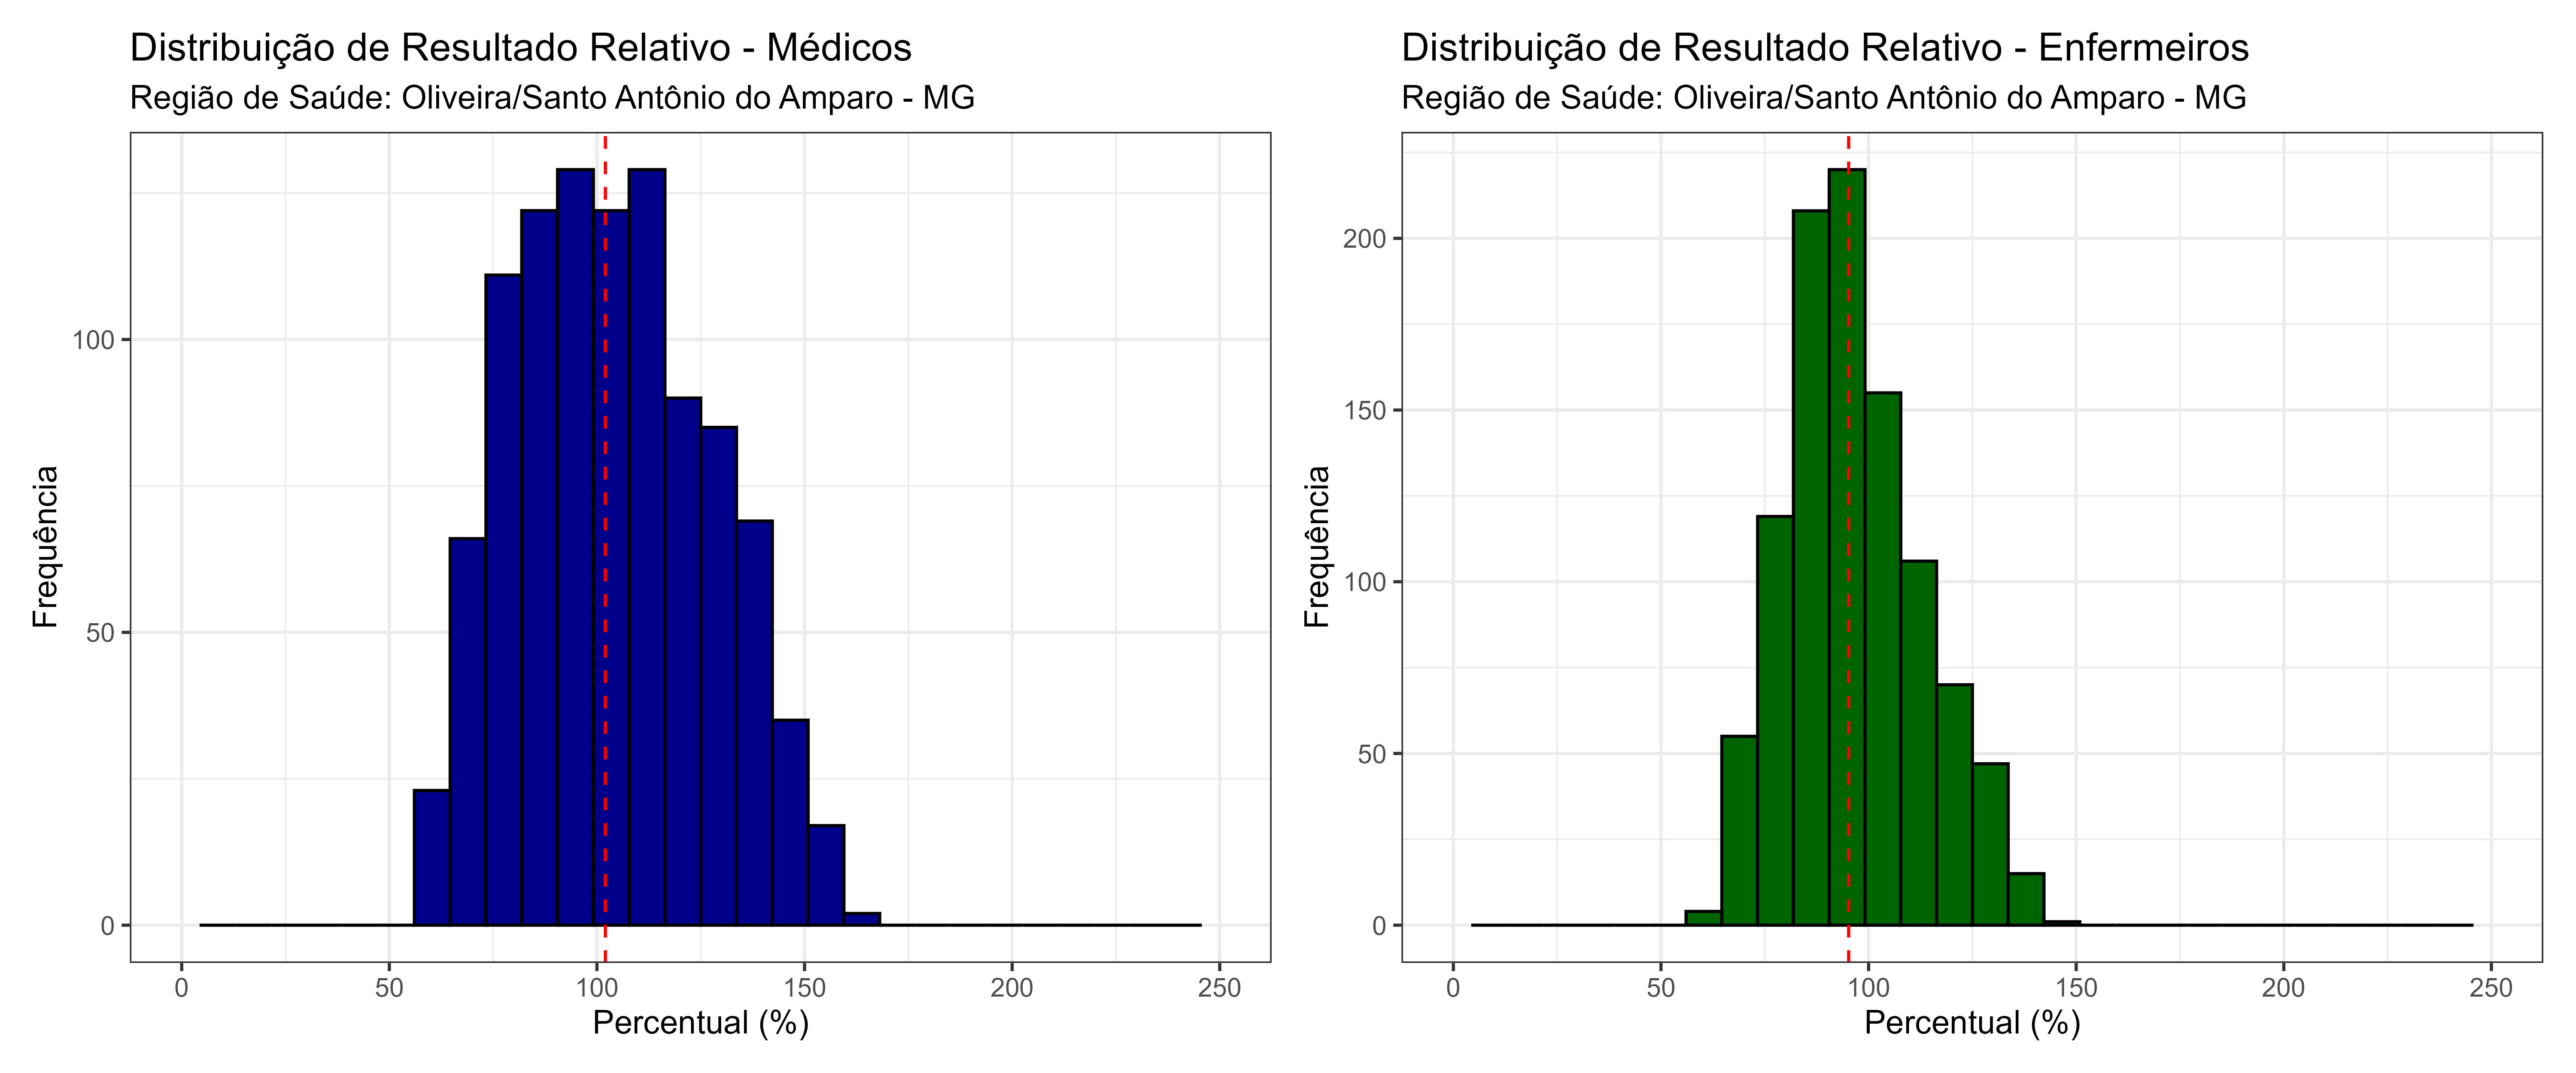 Distribuição de Resultado Relativo - Médicos
Região de Saúde: Oliveira/Santo Antônio do Amparo - MG
Frequência
100
50
0
0 50 100 150 200 250
Percentual (%)
Distribuição de Resultado Relativo - Enfermeiros
Região de Saúde: Oliveira/Santo Antônio do Amparo - MG
Frequência
200
150
100
50
0
0 50 100 150 200 250
Percentual (%)